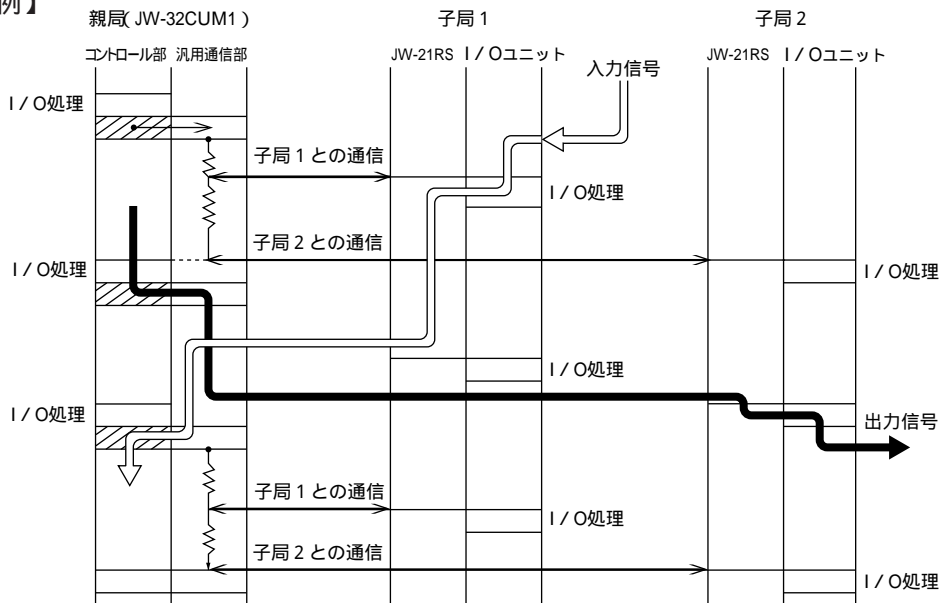 例】
親局( JW-32CUM1 ) 子局 1 子局 2
コントロール部 汎用通信部 JW-21RS I / Oユニット JW-21RS I / Oユニット
入力信号
I / O処理
子局 1 との通信
I / O処理
子局 2 との通信
I / O処理 I / O処理
I / O処理
I / O処理 出力信号
子局 1 との通信
I / O処理
子局 2 との通信
I / O処理